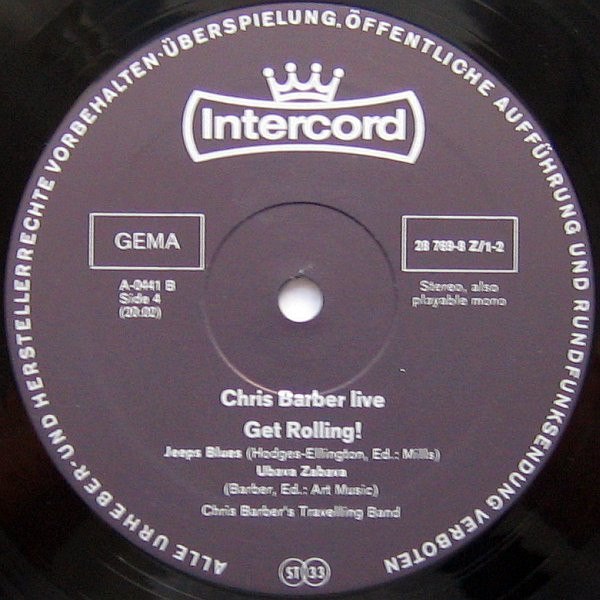 ALLE URHEBER- UND HERSTELLERRECHTE VORBEHALTEN·ÜBERSPIELUNG, ÖFFENTLICHE AUFFÜHRUNG UND RUNDFUNKSENDUNG VERBOTEN
Intercord
GEMA
28 769-8 Z/1-2
A-0441 B
Side 4
Stereo, also
playable mono
Chris Barber live
Get Rolling!
Jeeps Blues (Hodges-Ellington, Ed.: Mills)
Ubava Zabava
(Barber, Ed.: Art Music)
Chris Barber's Travelling Band
ST 33